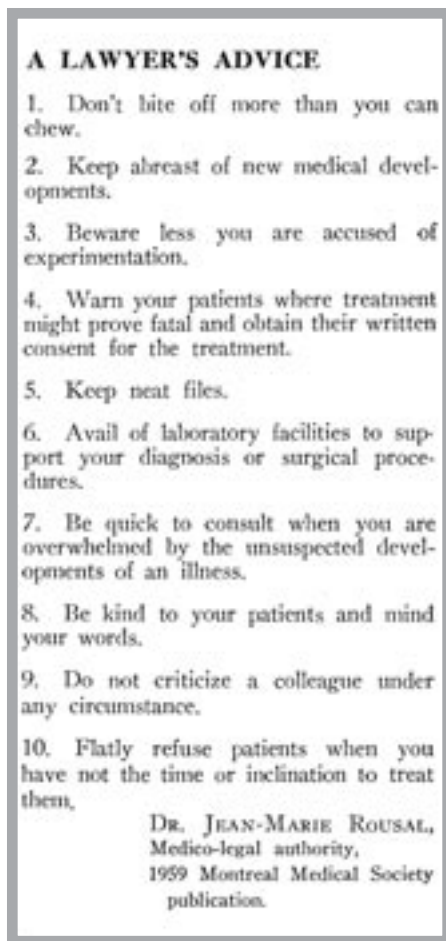 A LAWYER'S ADVICE
1. Don't bite off more than you can
chew.
2. Keep abreast of new medical devel-
opments.
3. Beware less you are accused of
experimentation.
4. Warn your patients where treatment
might prove fatal and obtain their written
consent for the treatment.
5. Keep neat files.
6. Avail of laboratory facilities to sup-
port your diagnosis or surgical proce-
dures.
7. Be quick to consult when you are
overwhelmed by the unsuspected devel-
opments of an illness.
8. Be kind to your patients and mind
your words.
9. Do not criticize a colleague under
any circumstance.
10. Flatly refuse patients when you
have not the time or inclination to treat
them.
DR. JEAN-MARIE ROUSAL,
Medico-legal authority,
1959 Montreal Medical Society
publication.